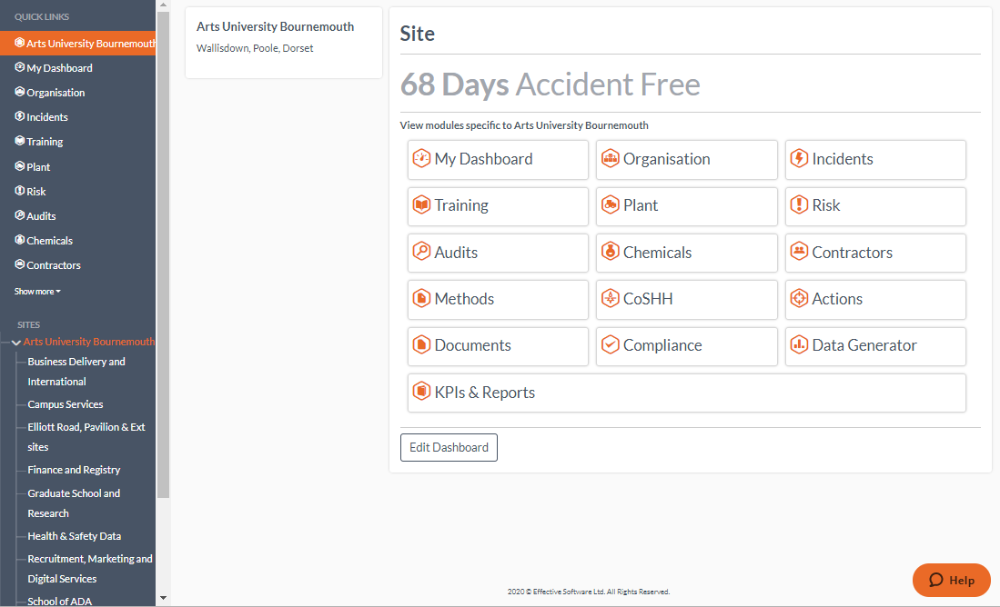 QUICK LINKS
Arts University Bournemouth
My Dashboard
Organisation
Incidents
Training
Plant
Risk
Audits
Chemicals
Contractors
Show more
SITES
Arts University Bournemouth
Business Delivery and
International
Campus Services
Elliott Road, Pavilion & Ext
sites
Finance and Registry
Graduate School and
Research
Health & Safety Data
Recruitment, Marketing and
Digital Services
School of ADA
Arts University Bournemouth
Wallisdown, Poole, Dorset
Site
68 Days Accident Free
View modules specific to Arts University Bournemouth
My Dashboard
Organisation
Incidents
Training
Plant
Risk
Audits
Chemicals
Contractors
Methods
CoSHH
Actions
Documents
Compliance
Data Generator
KPIs & Reports
Edit Dashboard
2020 © Effective Software Ltd. All Rights Reserved.
Help